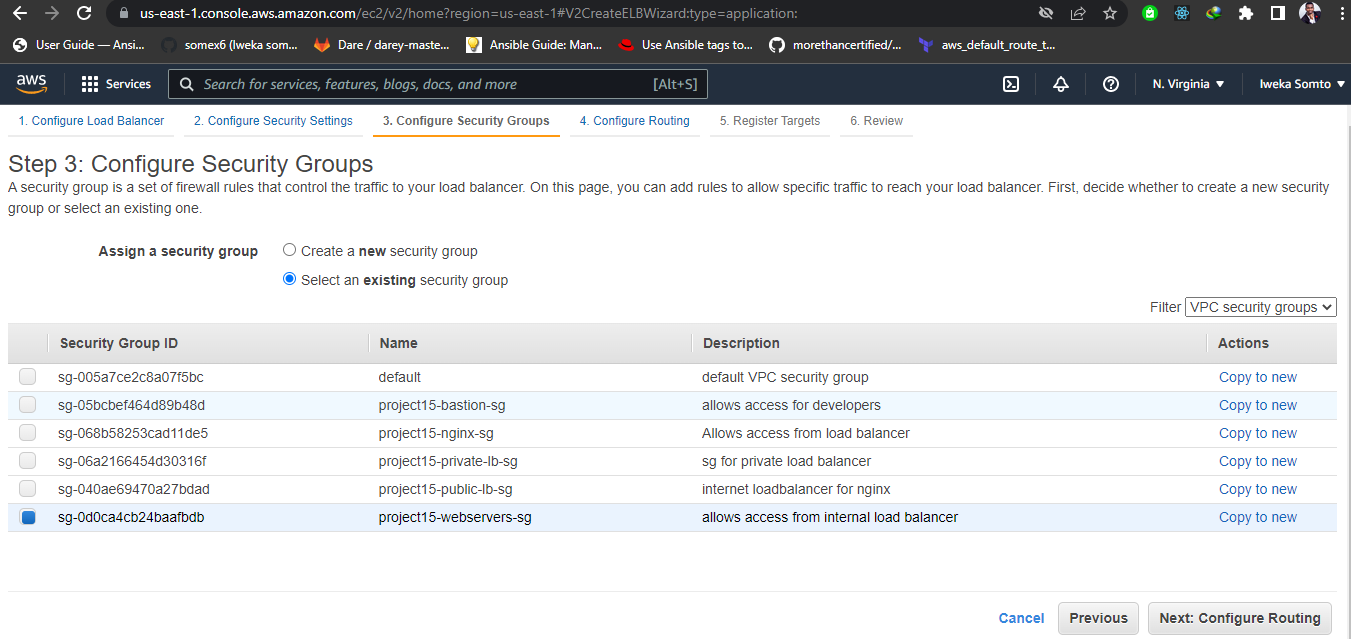 us-east-1.console.aws.amazon.com/ec2/v2/home?region=us-east-1#V2CreateELBWizard:type=application:
User Guide — Ansi... somex6 (Iweka som... Dare / darey-maste... Ansible Guide: Man... Use Ansible tags to... morethancertified/... aws_default_route_t...
aws Services Search for services, features, blogs, docs, and more [Alt+S] N. Virginia Iweka Somto
1. Configure Load Balancer 2. Configure Security Settings 3. Configure Security Groups 4. Configure Routing 5. Register Targets 6. Review
Step 3: Configure Security Groups
A security group is a set of firewall rules that control the traffic to your load balancer. On this page, you can add rules to allow specific traffic to reach your load balancer. First, decide whether to create a new security
group or select an existing one.
Assign a security group Create a new security group
Select an existing security group
Filter VPC security groups
Security Group ID Name Description Actions
sg-005a7ce2c8a07f5bc default default VPC security group Copy to new
sg-05bcbef464d89b48d project15-bastion-sg allows access for developers Copy to new
sg-068b58253cad11de5 project15-nginx-sg Allows access from load balancer Copy to new
sg-06a2166454d30316f project15-private-lb-sg sg for private load balancer Copy to new
sg-040ae69470a27bdad project15-public-lb-sg internet loadbalancer for nginx Copy to new
sg-0d0ca4cb24baafbdb project15-webservers-sg allows access from internal load balancer Copy to new
Cancel Previous Next: Configure Routing